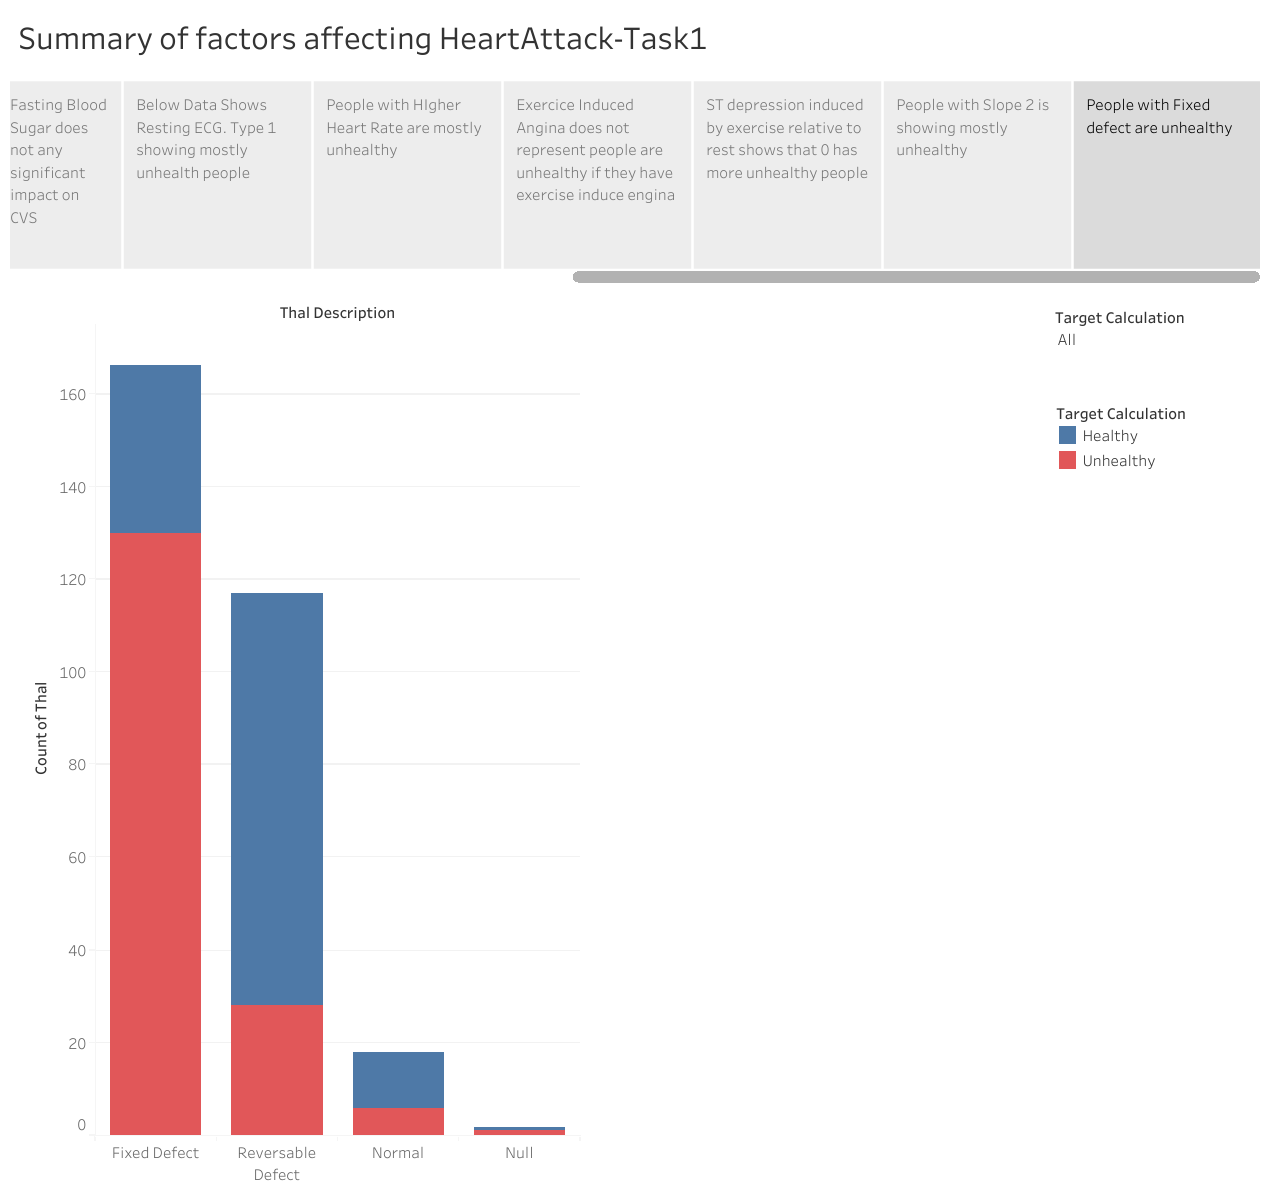 Summary of factors affecting HeartAttack-Task1
Fasting Blood
Sugar does
not any
significant
impact on
CVS
Below Data Shows
Resting ECG. Type 1
showing mostly
unhealth people
People with HIgher
Heart Rate are mostly
unhealthy
Exercice Induced
Angina does not
represent people are
unhealthy if they have
exercise induce engina
ST depression induced
by exercise relative to
rest shows that 0 has
more unhealthy people
People with Slope 2 is
showing mostly
unhealthy
People with Fixed
defect are unhealthy
Thal Description
Target Calculation
All
Target Calculation
Healthy
Unhealthy
Count of Thal
160
140
120
100
80
60
40
20
0
Fixed Defect
Reversable
Defect
Normal
Null